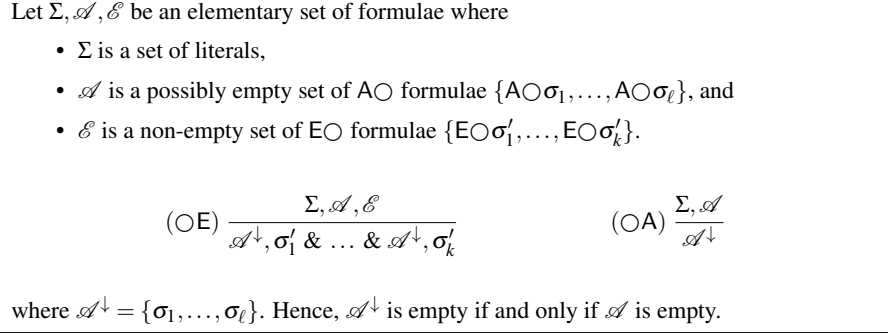 Let Σ, 𝒜, ℰ be an elementary set of formulae where
• Σ is a set of literals,
• 𝒜 is a possibly empty set of A○ formulae {A○σ₁,…,A○σ_ℓ}, and
• ℰ is a non-empty set of E○ formulae {E○σ′₁,…,E○σ′ₖ}.
Σ, 𝒜, ℰ Σ, 𝒜
(○E) (○A)
𝒜↓, σ′₁ & … & 𝒜↓, σ′ₖ 𝒜↓
where 𝒜↓ = {σ₁,…,σ_ℓ}. Hence, 𝒜↓ is empty if and only if 𝒜 is empty.